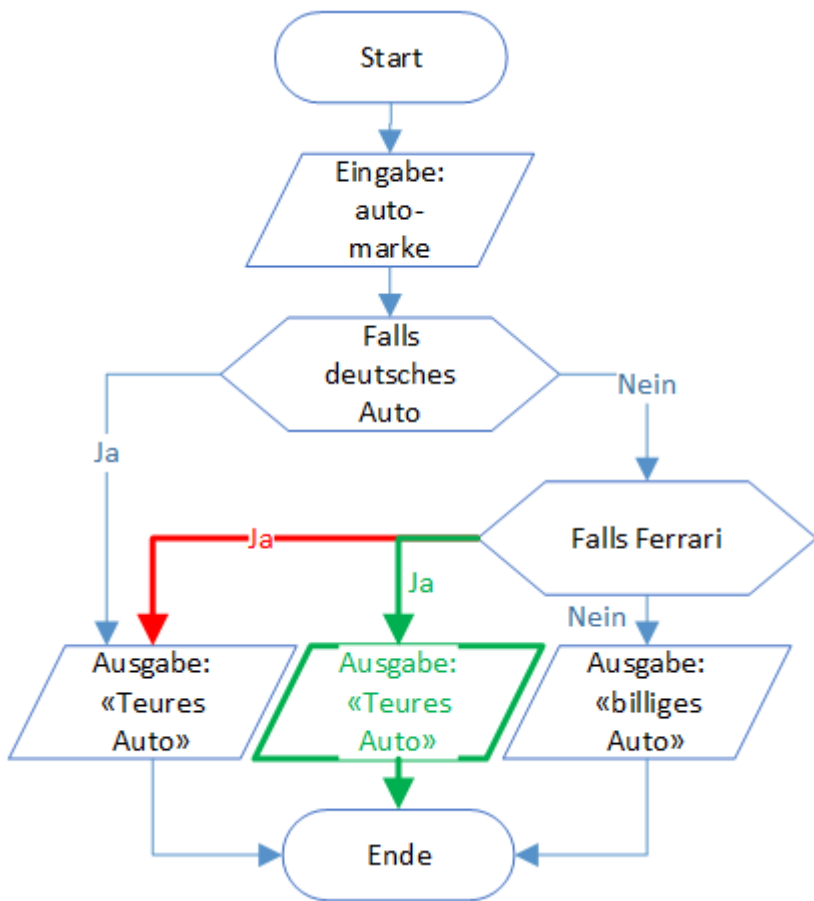 Start
Eingabe:
auto-
marke
Falls
deutsches
Auto
Nein
Ja
Falls Ferrari
Ja
Ja
Nein
Ausgabe:
«Teures
Auto»
Ausgabe:
«Teures
Auto»
Ausgabe:
«billiges
Auto»
Ende